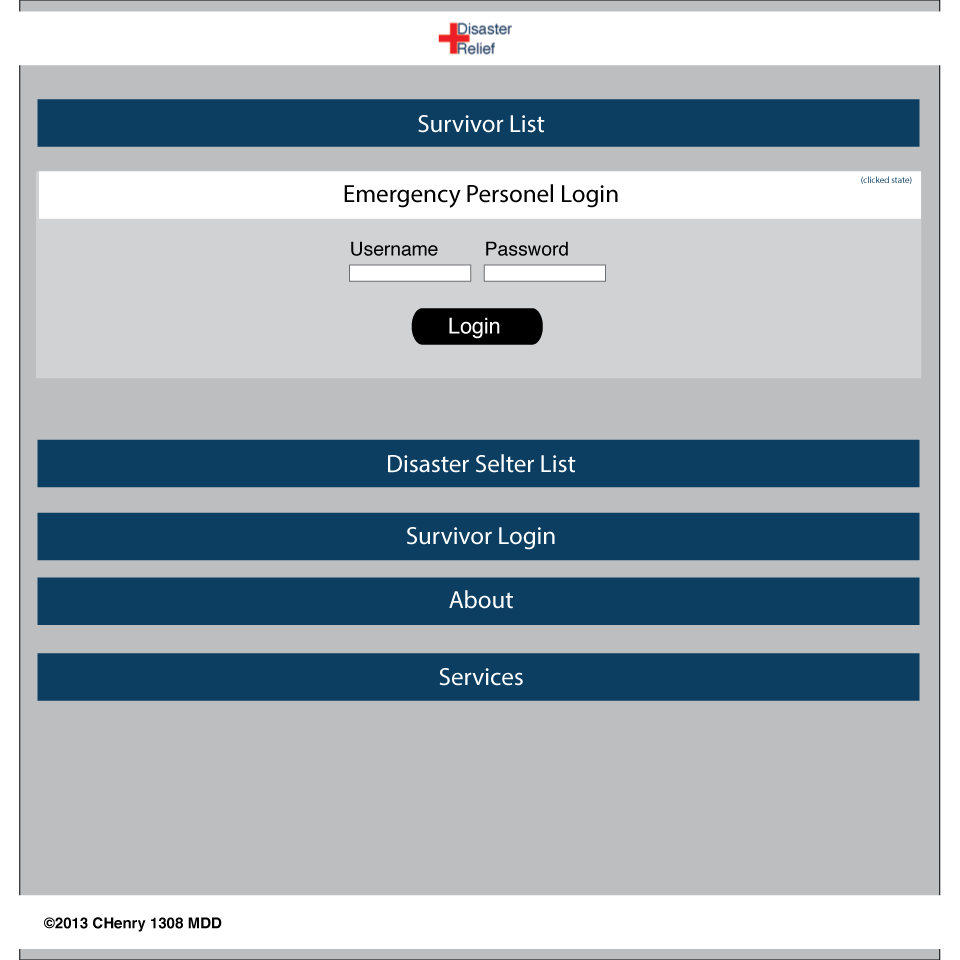 Disaster
Relief
Survivor List
(clicked state)
Emergency Personel Login
Username Password
Login
Disaster Selter List
Survivor Login
About
Services
©2013 CHenry 1308 MDD